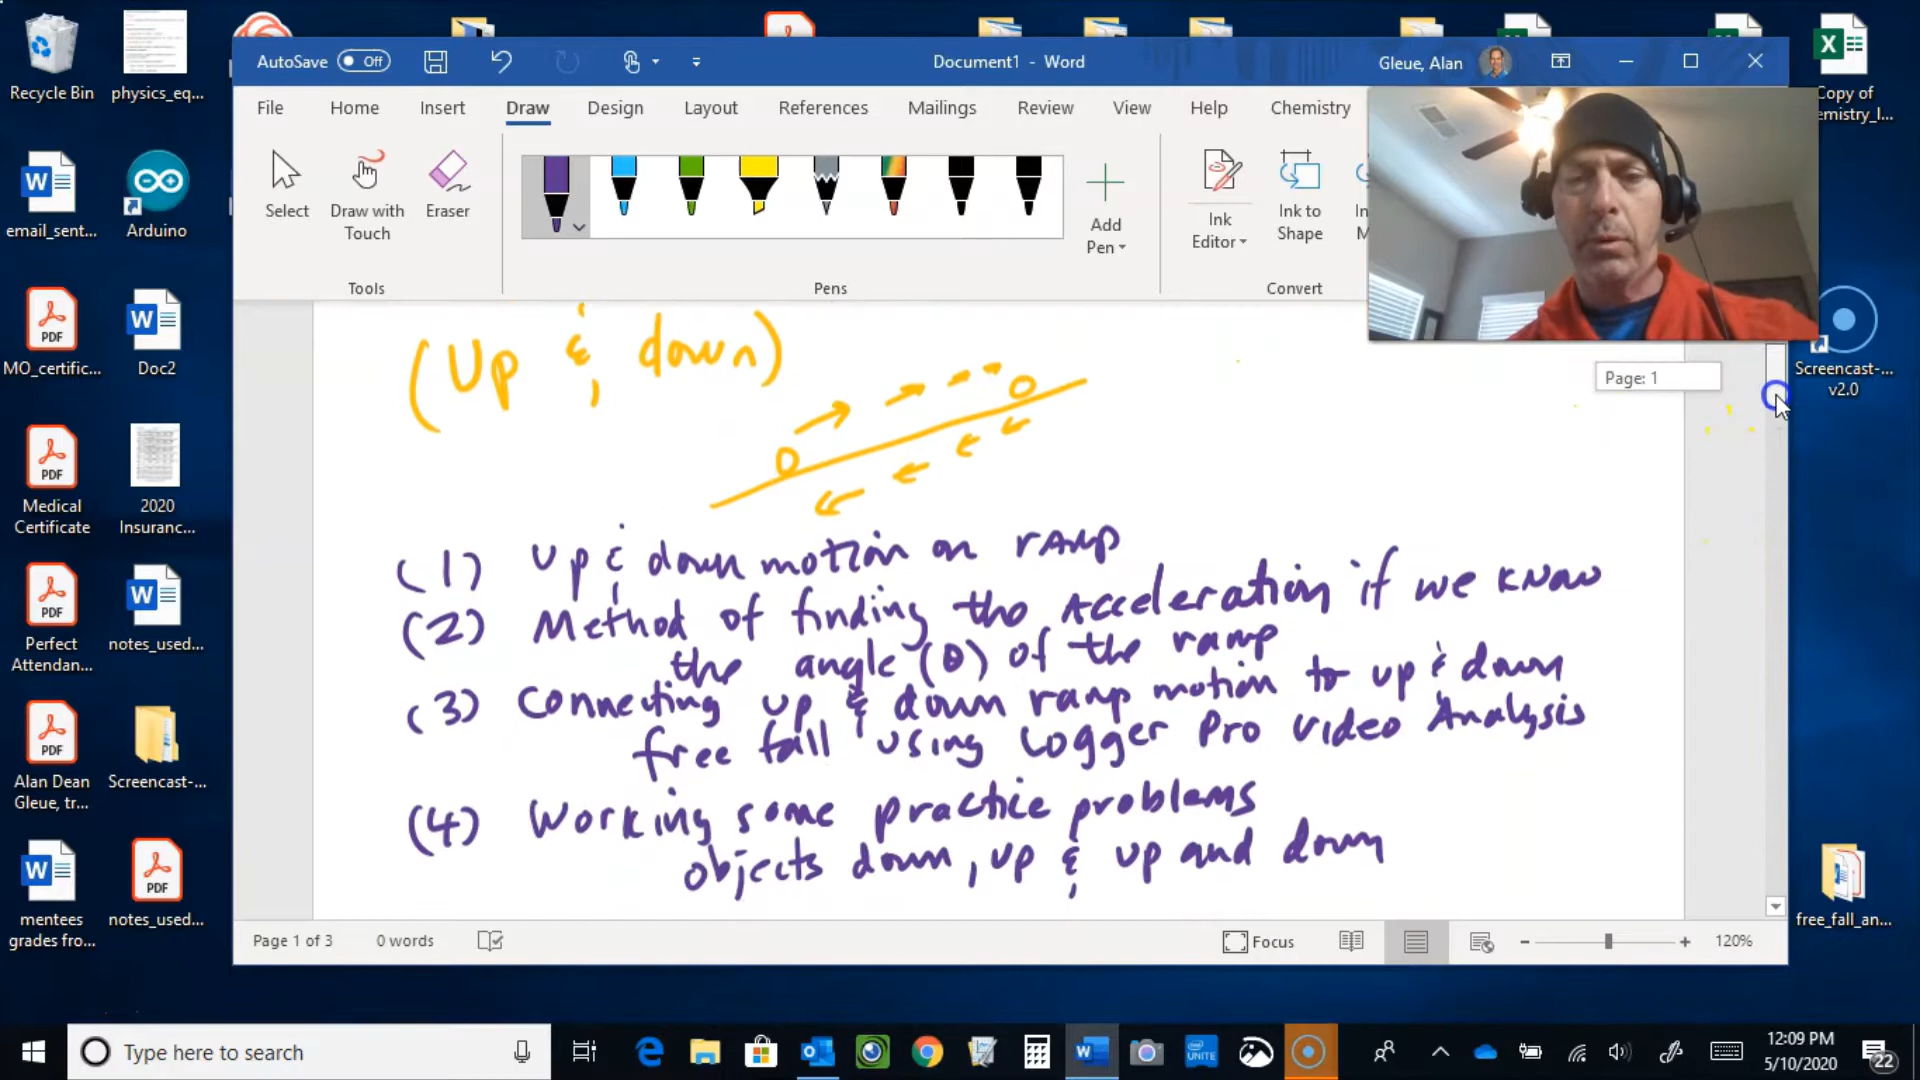 Recycle Bin
physics_eq...
AutoSave
Off
Document1 - Word
Gleue, Alan
File
Home
Insert
Draw
Design
Layout
References
Mailings
Review
View
Help
Chemistry
Select
Draw with
Touch
Eraser
Add
Pen
Ink
Editor
Ink to
Shape
Tools
Pens
Convert
Copy of
emistry_l...
email_sent...
Arduino
PDF
MO_certific...
Doc2
Page: 1
Screencast-...
v2.0
(Up & down)
PDF
Medical
Certificate
2020
Insuranc...
(1) Up & down motion on ramp
(2) Method of finding the acceleration if we know
the angle (θ) of the ramp
(3) Connecting up & down ramp motion to up & down
free fall using Logger Pro Video Analysis
(4) Working some practice problems
objects down, up & up and down
PDF
Perfect
Attendan...
notes_used...
PDF
Alan Dean
Gleue, tr...
Screencast-...
mentees
grades fro...
PDF
notes_used...
free_fall_an...
Page 1 of 3
0 words
Focus
120%
Type here to search
UNITE
12:09 PM
5/10/2020
22